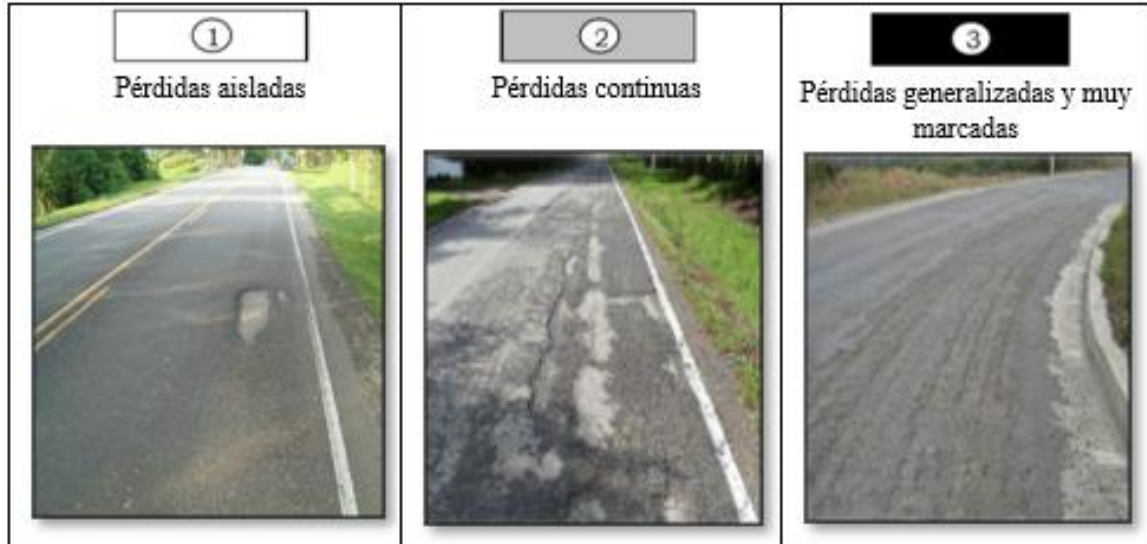 1
Pérdidas aisladas
2
Pérdidas continuas
3
Pérdidas generalizadas y muy
marcadas